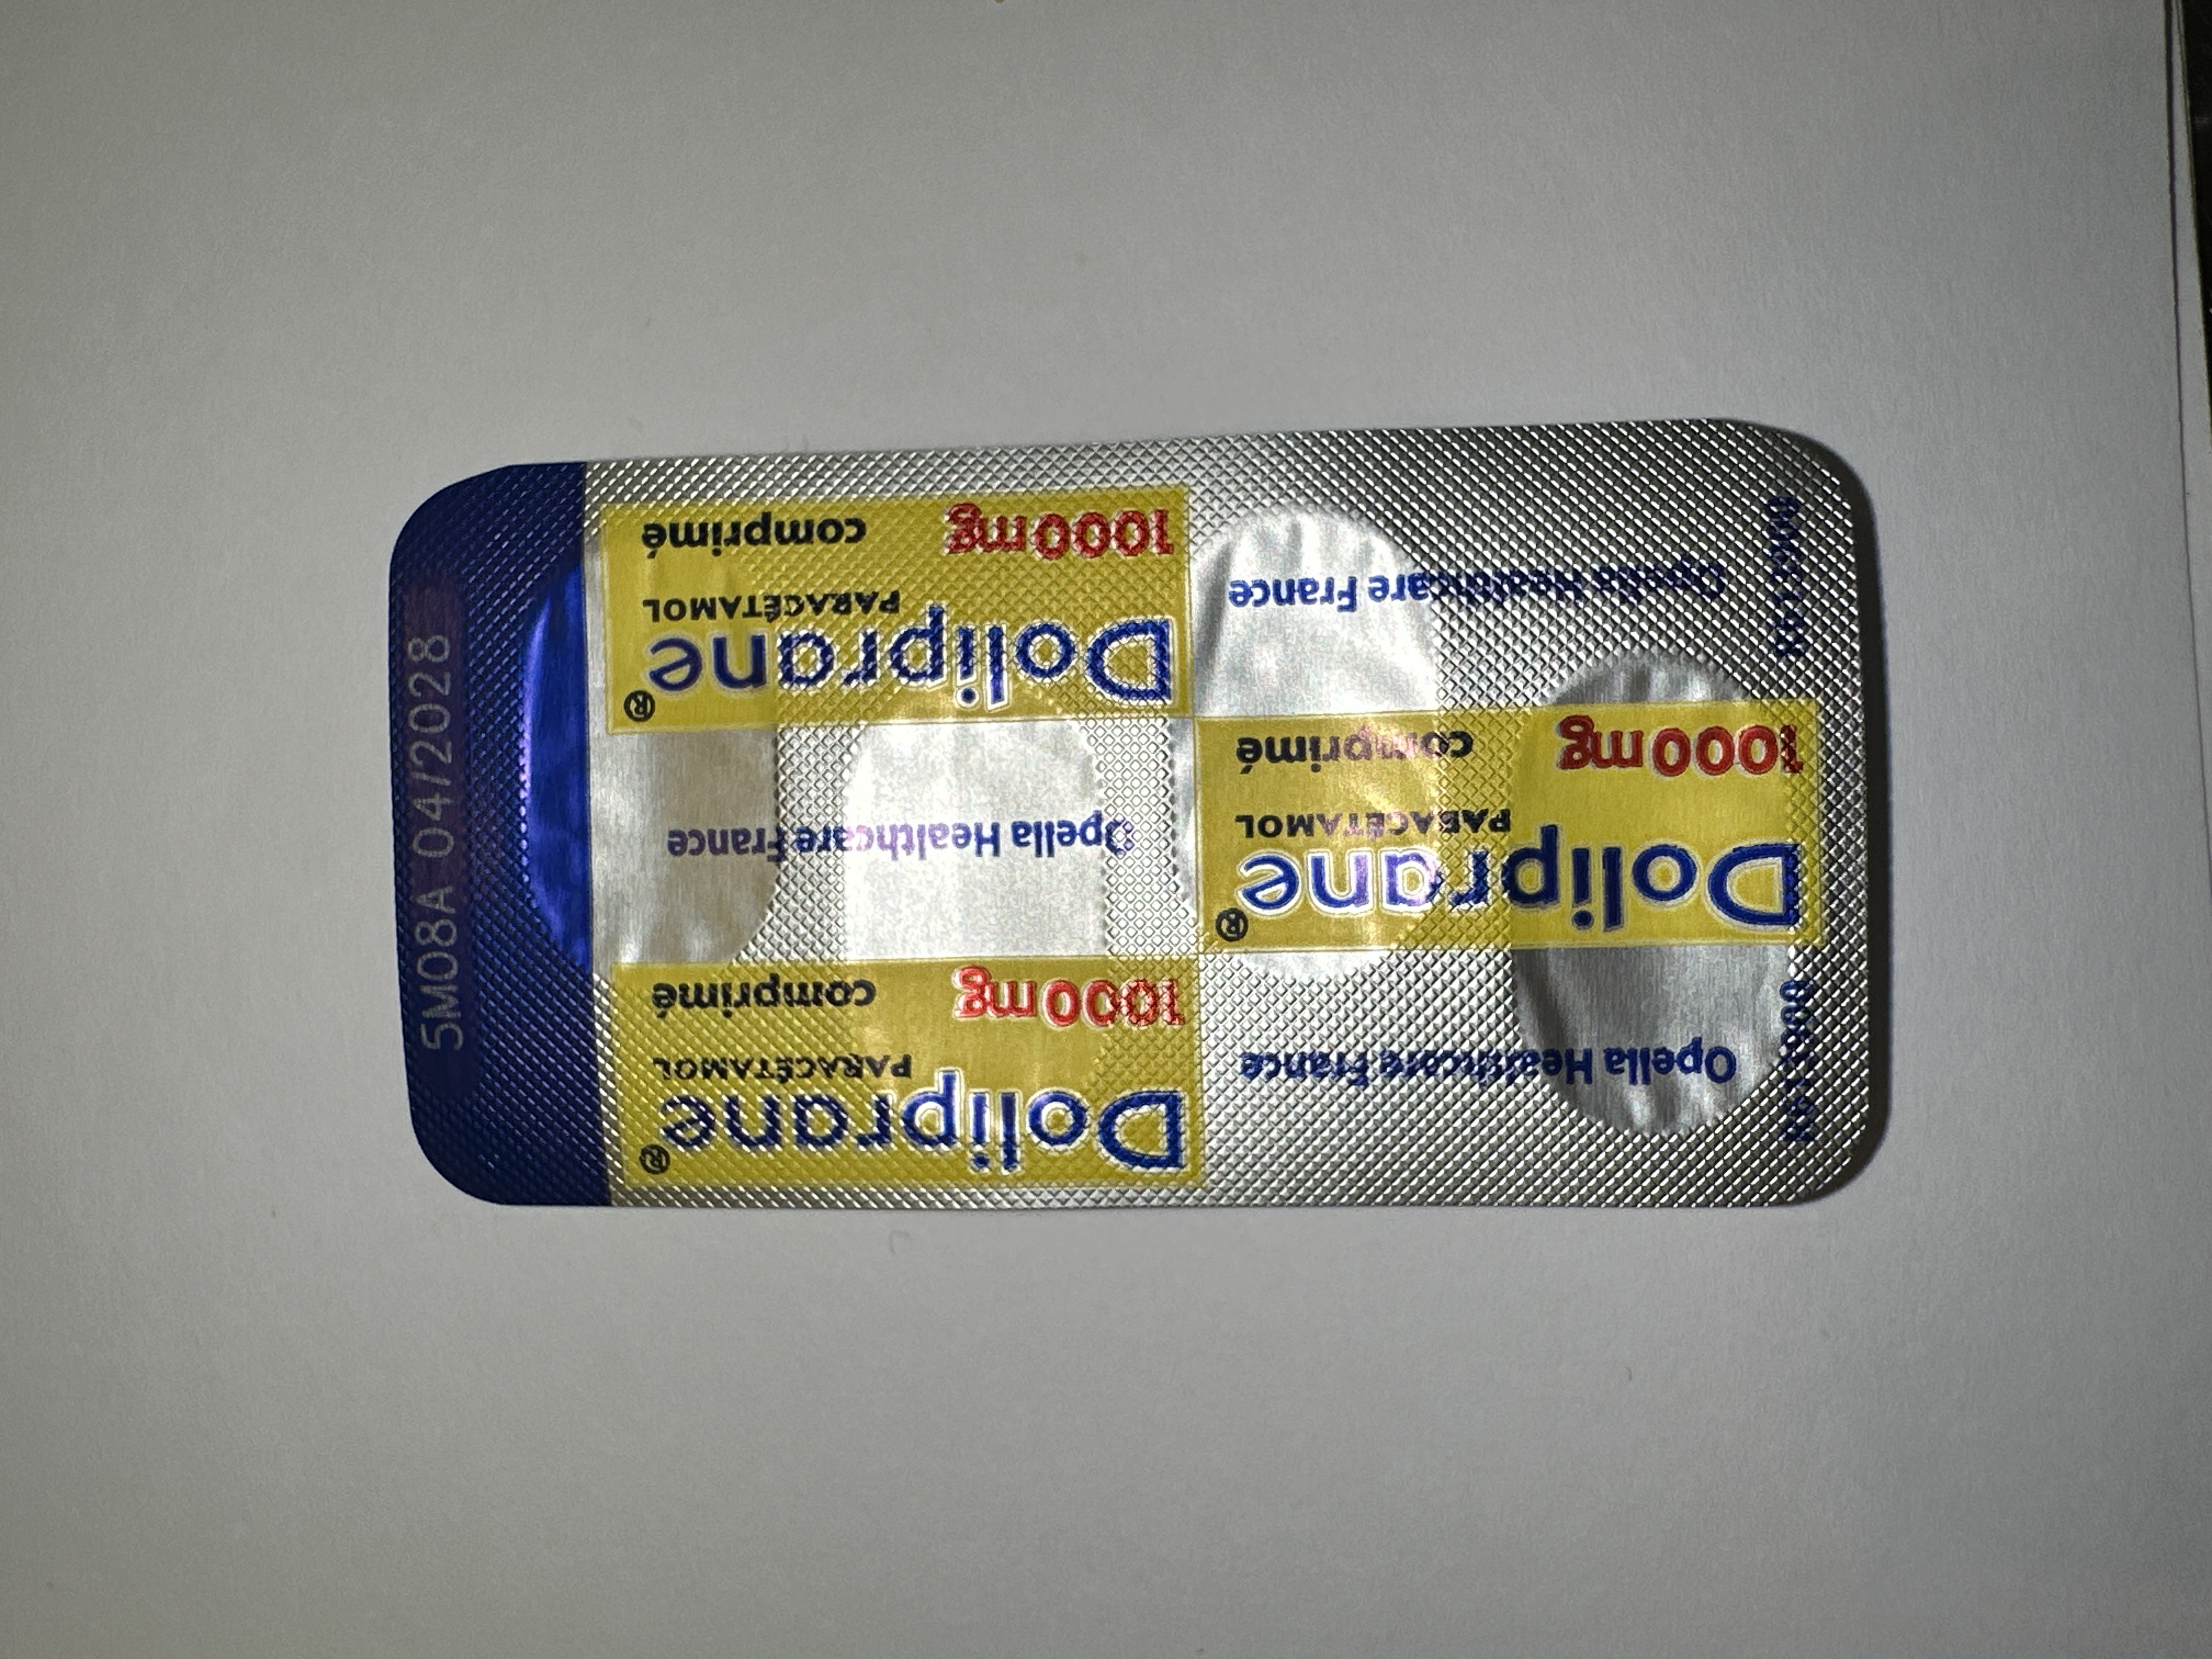 5M08A 04/2028
Doliprane®
PARACÉTAMOL
1000mg comprimé
Opella Healthcare France
Doliprane®
PARACÉTAMOL
1000mg comprimé
Opella Healthcare France
Doliprane®
PARACÉTAMOL
1000mg comprimé
Opella Healthcare France